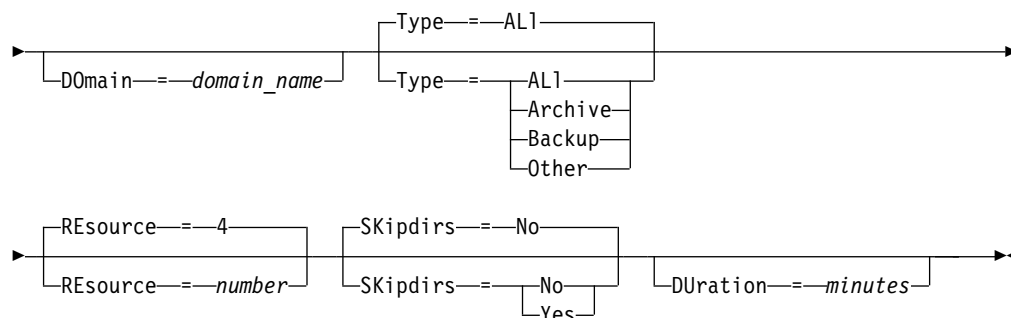 Type = ALl
DOmain = domain_name
Type = ALl
Archive
Backup
Other
REsource = 4
SKipdirs = No
REsource = number
SKipdirs = No
Yes
DUration = minutes